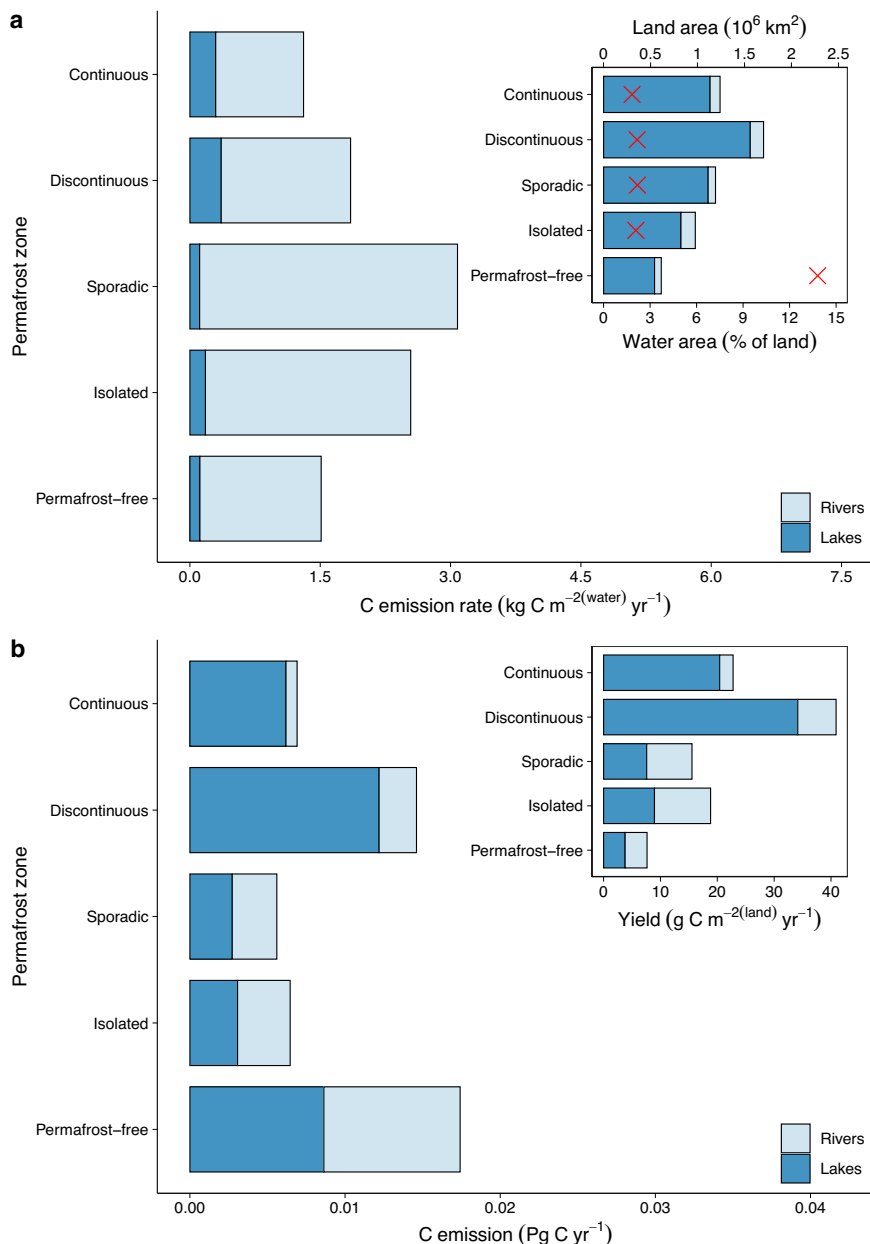 a
Land area (10⁶ km²)
0 0.5 1 1.5 2 2.5
Continuous
Discontinuous
Sporadic
Isolated
Permafrost−free
0 3 6 9 12 15
Water area (% of land)
Permafrost zone
Continuous
Discontinuous
Sporadic
Isolated
Permafrost−free
Rivers
Lakes
0.0 1.5 3.0 4.5 6.0 7.5
C emission rate (kg C m⁻²⁽ʷᵃᵗᵉʳ⁾ yr⁻¹)
b
Continuous
Discontinuous
Sporadic
Isolated
Permafrost−free
0 10 20 30 40
Yield (g C m⁻²⁽ˡᵃⁿᵈ⁾ yr⁻¹)
Permafrost zone
Continuous
Discontinuous
Sporadic
Isolated
Permafrost−free
Rivers
Lakes
0.00 0.01 0.02 0.03 0.04
C emission (Pg C yr⁻¹)